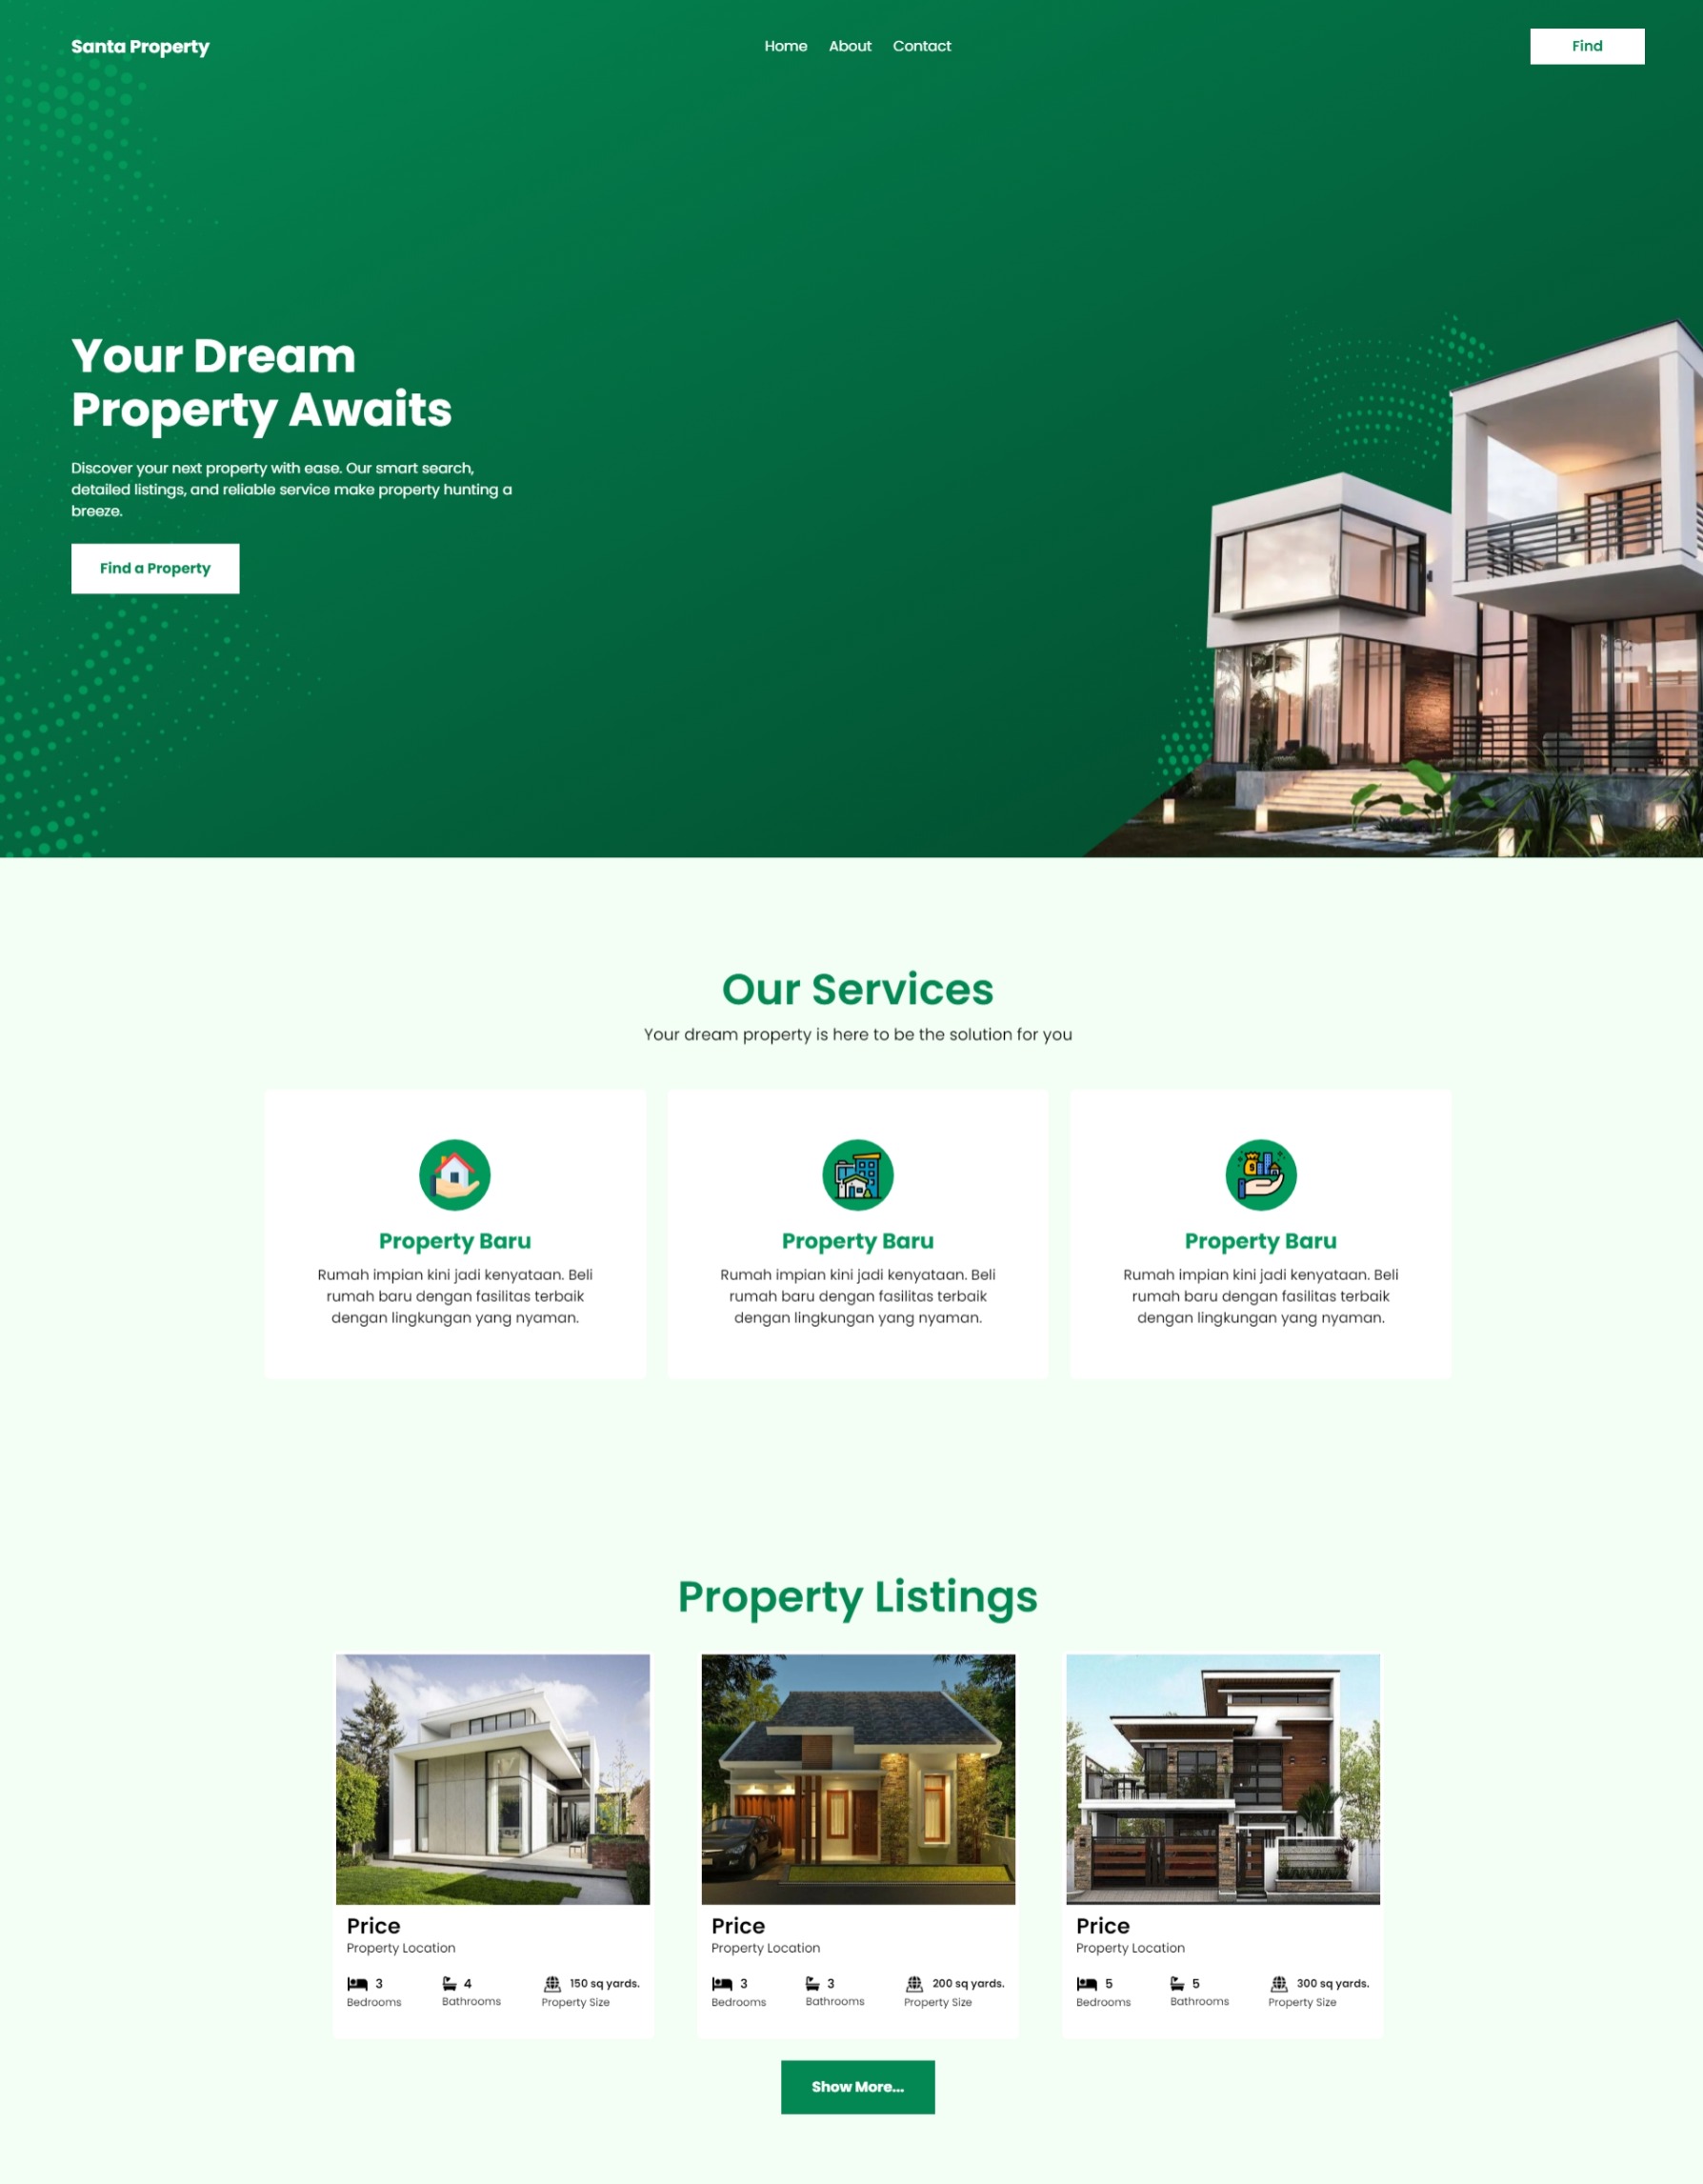 Santa Property
Home About Contact
Find
Your Dream
Property Awaits
Discover your next property with ease. Our smart search,
detailed listings, and reliable service make property hunting a
breeze.
Find a Property
Our Services
Your dream property is here to be the solution for you
Property Baru
Rumah impian kini jadi kenyataan. Beli
rumah baru dengan fasilitas terbaik
dengan lingkungan yang nyaman.
Property Baru
Rumah impian kini jadi kenyataan. Beli
rumah baru dengan fasilitas terbaik
dengan lingkungan yang nyaman.
Property Baru
Rumah impian kini jadi kenyataan. Beli
rumah baru dengan fasilitas terbaik
dengan lingkungan yang nyaman.
Property Listings
Price
Property Location
3 4 150 sq yards.
Bedrooms Bathrooms Property Size
Price
Property Location
3 3 200 sq yards.
Bedrooms Bathrooms Property Size
Price
Property Location
5 5 300 sq yards.
Bedrooms Bathrooms Property Size
Show More...